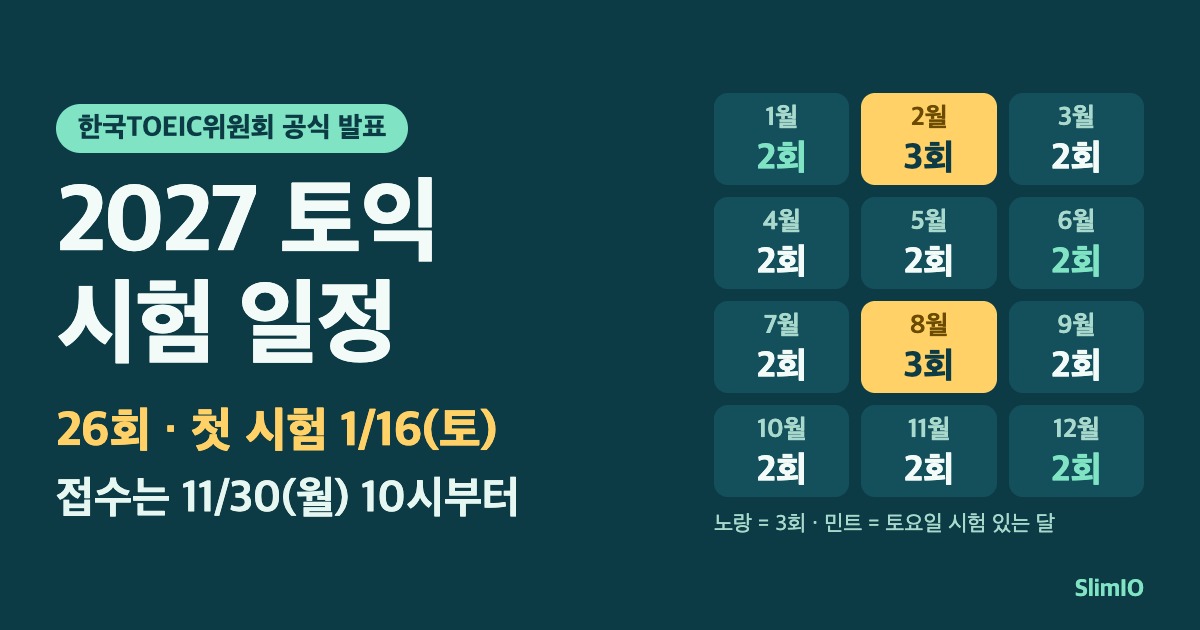 한국TOEIC위원회 공식 발표
2027 토익
시험 일정
26회 · 첫 시험 1/16(토)
접수는 11/30(월) 10시부터
1월
2회
2월
3회
3월
2회
4월
2회
5월
2회
6월
2회
7월
2회
8월
3회
9월
2회
10월
2회
11월
2회
12월
2회
노랑 = 3회 · 민트 = 토요일 시험 있는 달
SlimIO